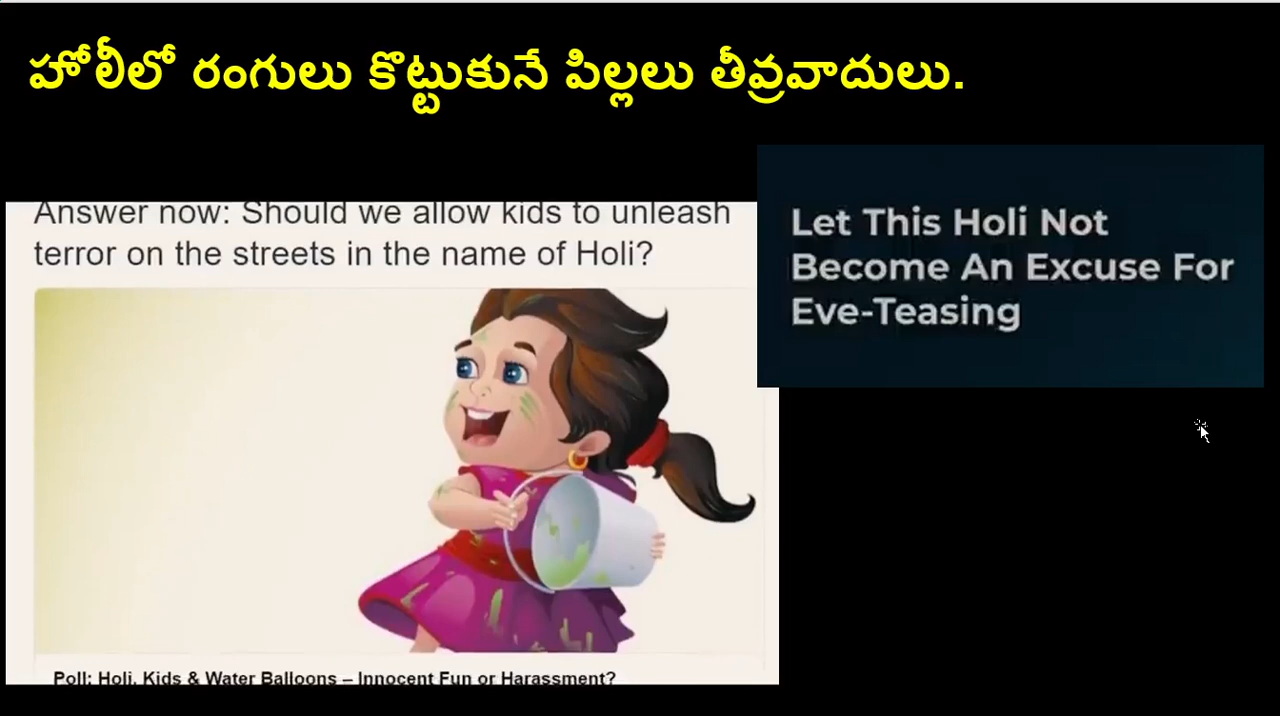 హోలీలో రంగులు కొట్టుకునే పిల్లలు తీవ్రవాదులు.
Answer now: Should we allow kids to unleash
terror on the streets in the name of Holi?
Let This Holi Not
Become An Excuse For
Eve-Teasing
Poll: Holi, Kids & Water Balloons – Innocent Fun or Harassment?